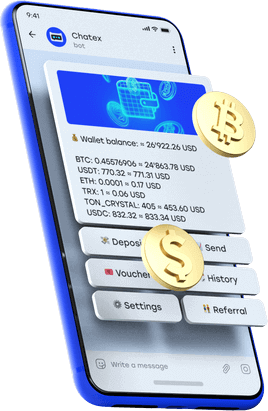 9:41
Chatex
bot
Wallet balance: ≈ 26'922.26 USD
BTC: 0.45576906 ≈ 24'863.78 USD
USDT: 770.32 ≈ 771.31 USD
ETH: 0.0001 ≈ 0.17 USD
TRX: 1 ≈ 0.06 USD
TON_CRYSTAL: 405 ≈ 453.60 USD
USDC: 832.32 ≈ 833.34 USD
Deposi
Send
Vouche
History
Settings
Referral
Write a message